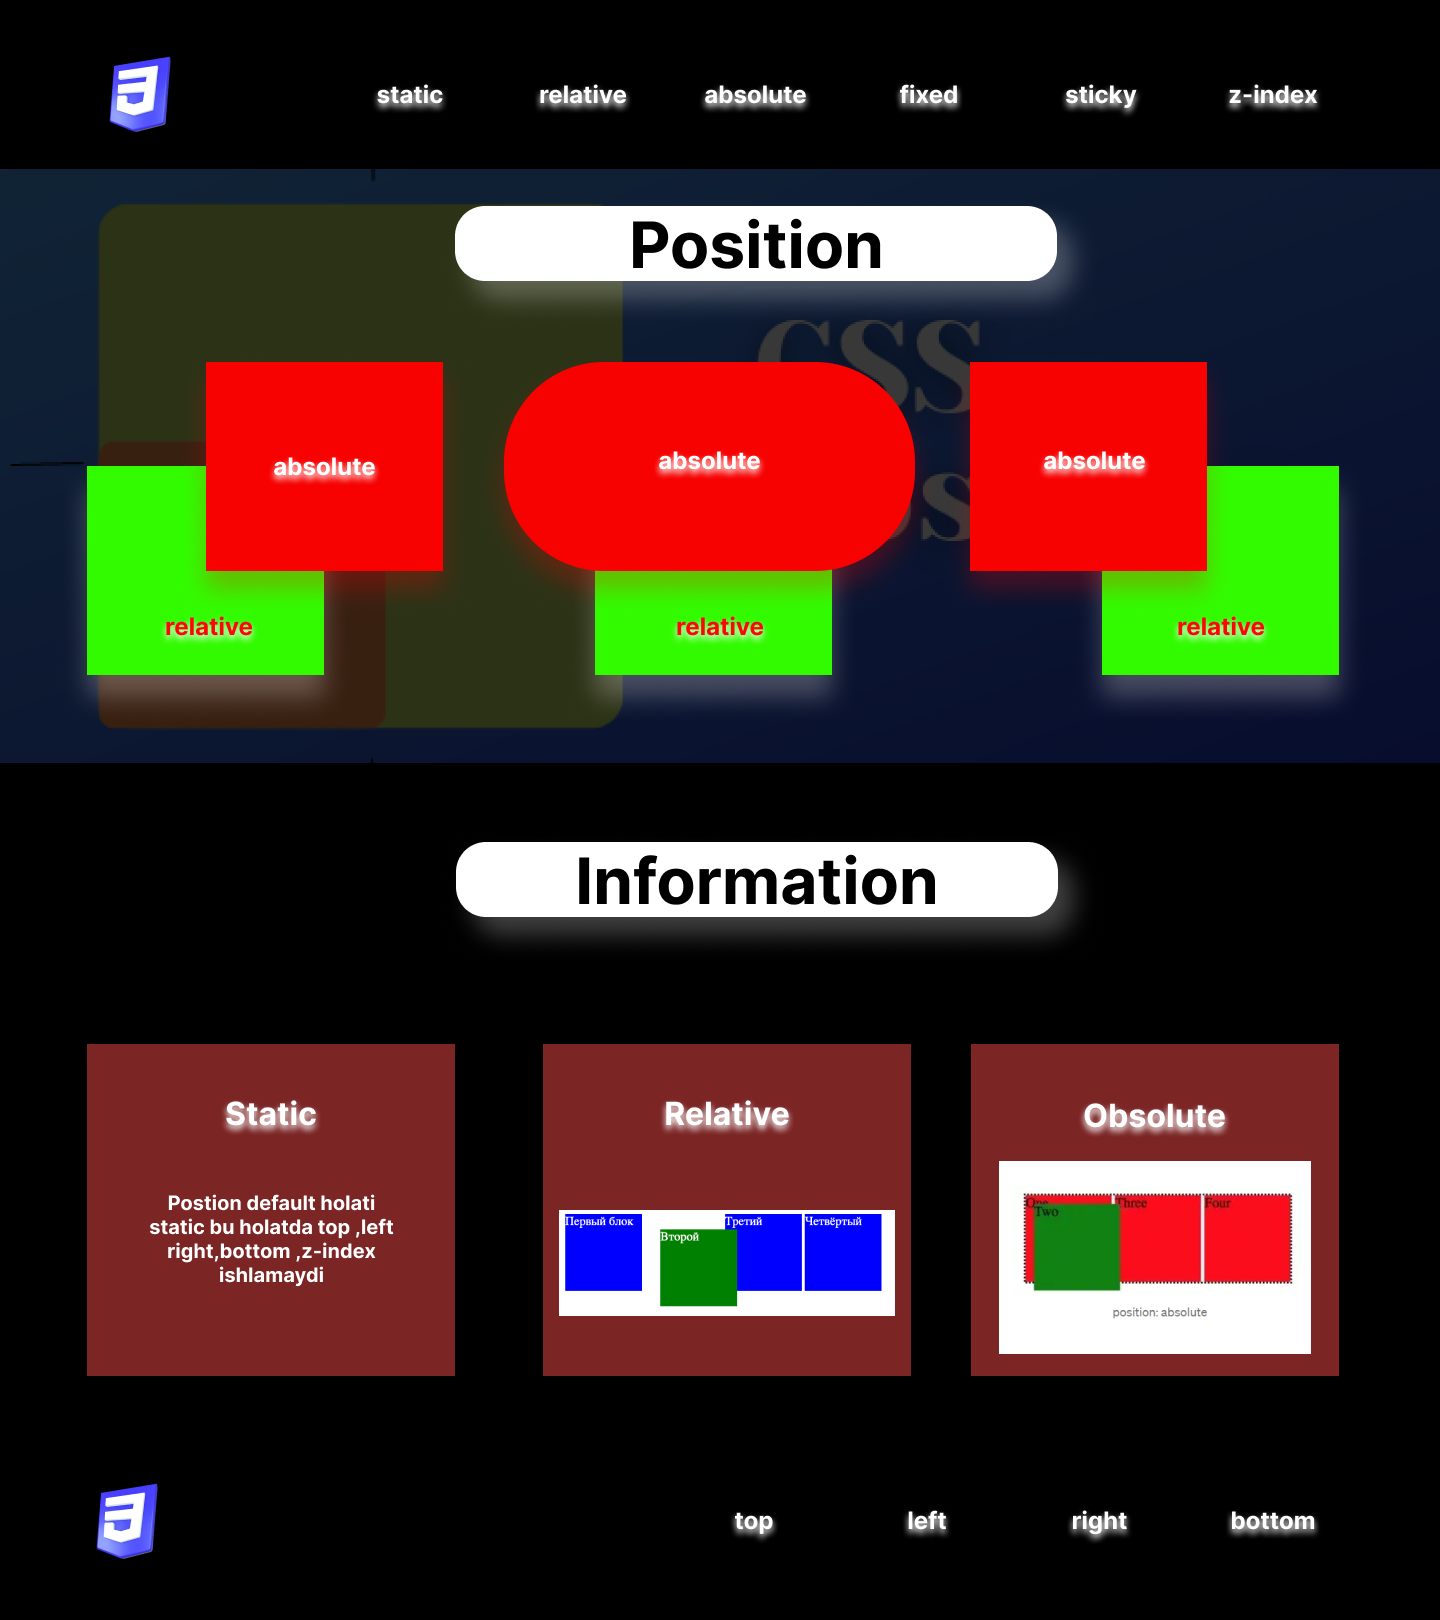 static relative absolute fixed sticky z-index
Position
CSS
absolute absolute absolute
relative relative relative
Information
Static
Postion default holati
static bu holatda top ,left
right,bottom ,z-index
ishlamaydi
Relative
Первый блок
Второй
Третий
Четвёртый
Obsolute
One
Two
Three
Four
position: absolute
top left right bottom